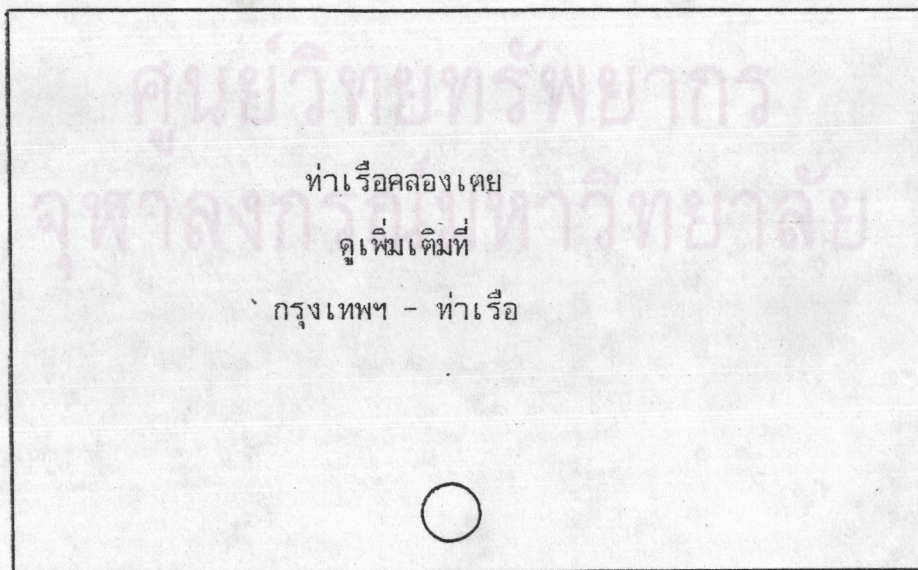 ศูนย์วิทยทรัพยากร
จุฬาลงกรณ์มหาวิทยาลัย
ท่าเรือคลองเตย
ดูเพิ่มเติมที่
กรุงเทพฯ - ท่าเรือ